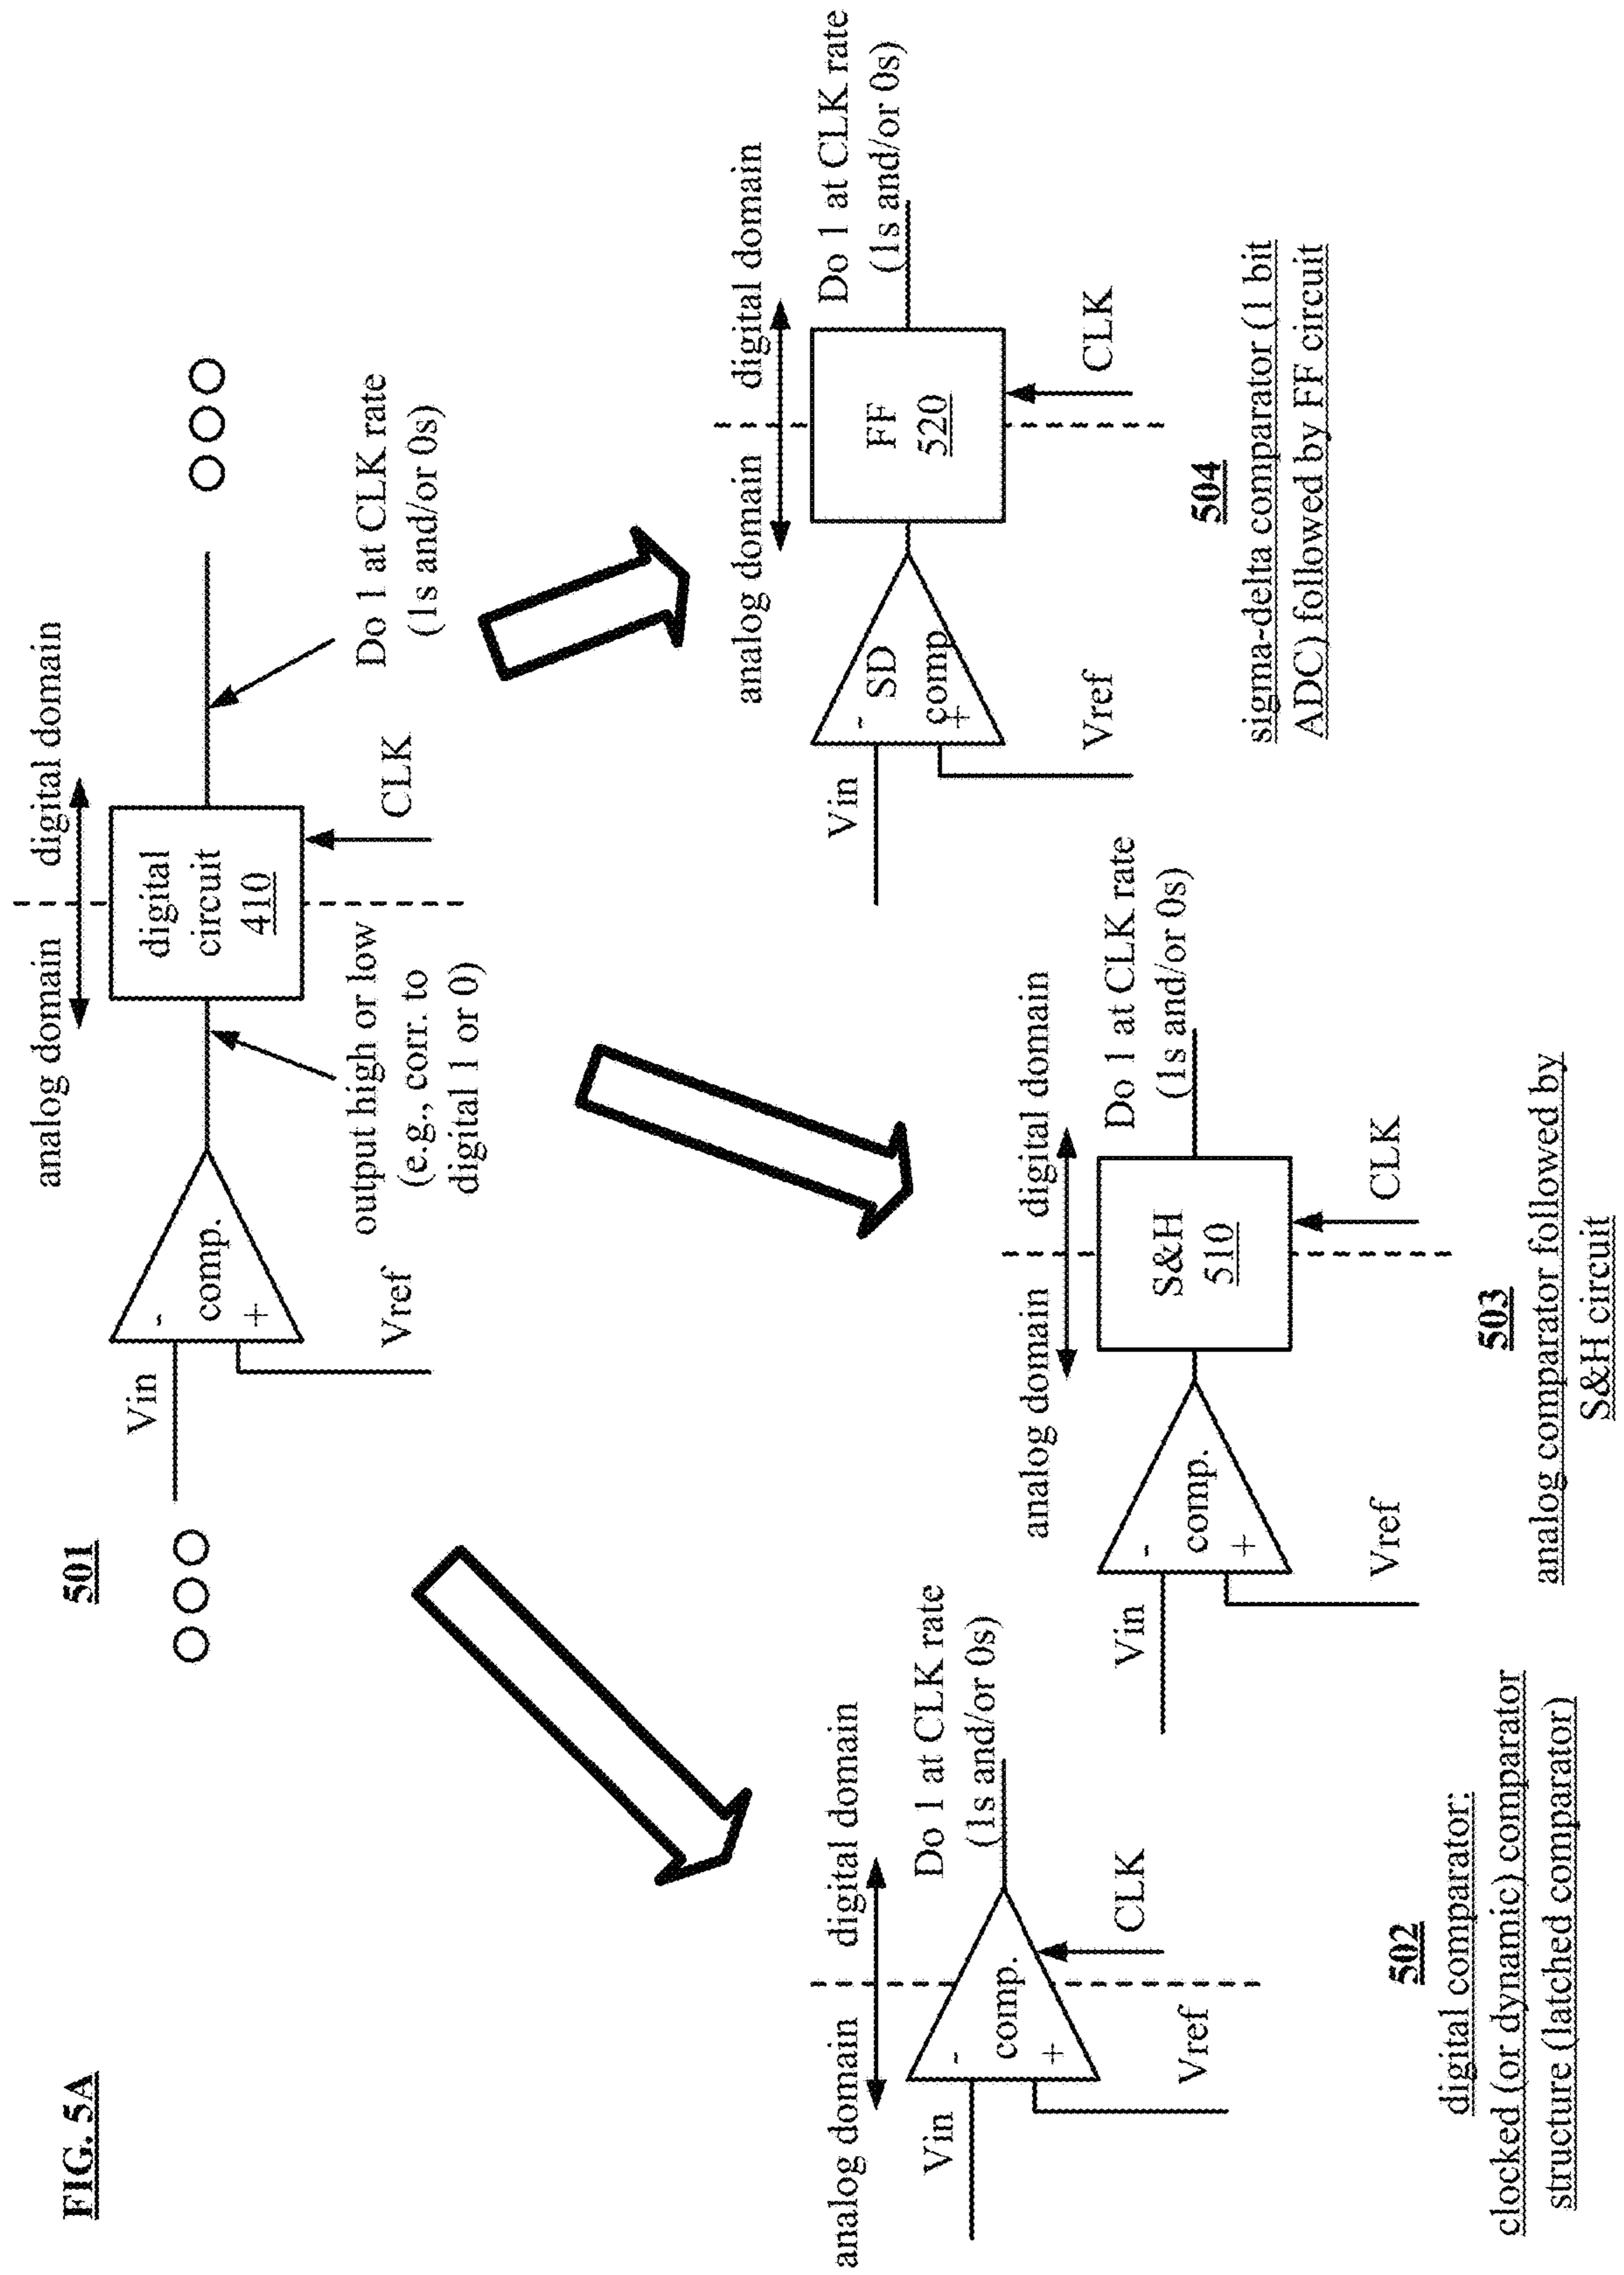 FIG. 5A
501
Vin
-
comp.
+
Vref
analog domain
digital domain
digital
circuit
410
CLK
output high or low
(e.g., corr. to
digital 1 or 0)
Do 1 at CLK rate
(1s and/or 0s)
analog domain
digital domain
Vin
-
comp.
+
Vref
CLK
Do 1 at CLK rate
(1s and/or 0s)
502
digital comparator:
clocked (or dynamic) comparator
structure (latched comparator)
analog domain
digital domain
Vin
-
comp.
+
Vref
S&H
510
CLK
Do 1 at CLK rate
(1s and/or 0s)
503
analog comparator followed by
S&H circuit
analog domain
digital domain
Vin
-
SD
comp
+
Vref
FF
520
CLK
Do 1 at CLK rate
(1s and/or 0s)
504
sigma-delta comparator (1 bit
ADC) followed by FF circuit